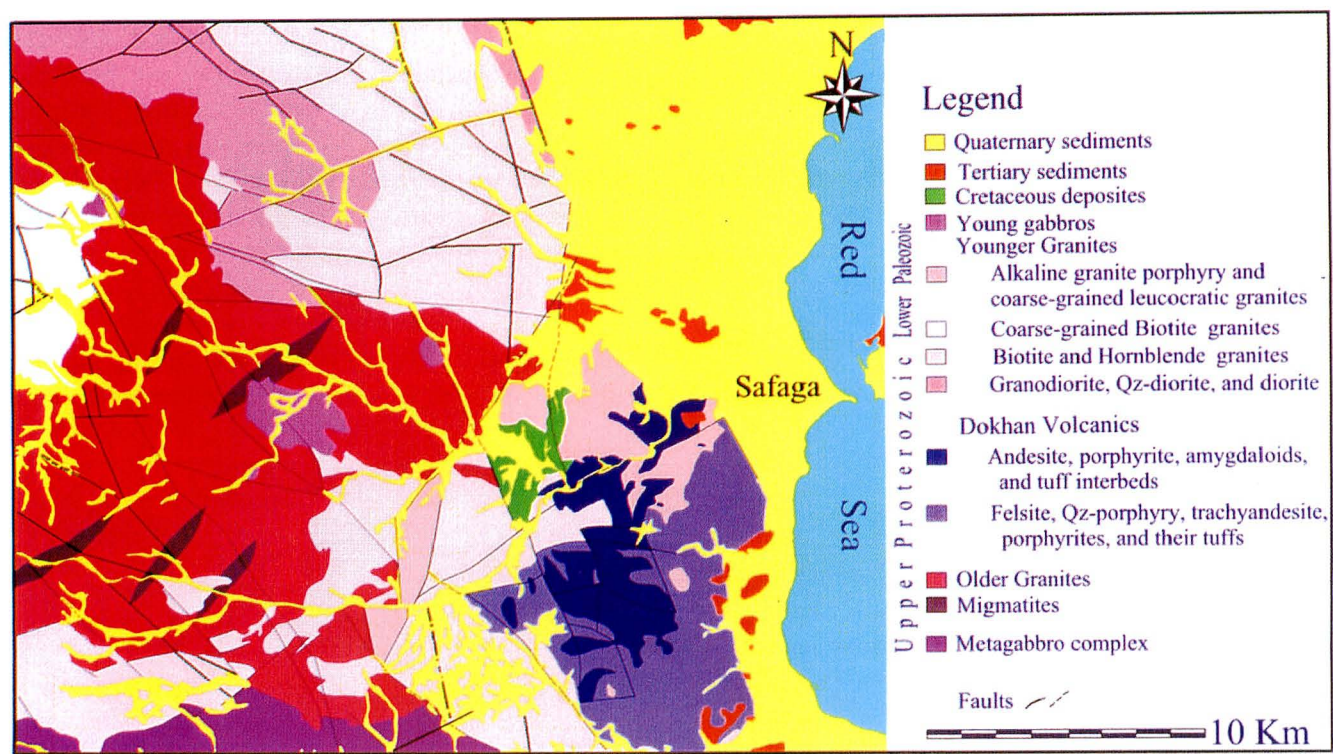 N
Red
Sea
Safaga
Legend
Quaternary sediments
Tertiary sediments
Cretaceous deposites
Young gabbros
Younger Granites
Alkaline granite porphyry and
coarse-grained leucocratic granites
Coarse-grained Biotite granites
Biotite and Hornblende granites
Granodiorite, Qz-diorite, and diorite
Dokhan Volcanics
Andesite, porphyrite, amygdaloids,
and tuff interbeds
Felsite, Qz-porphyry, trachyandesite,
porphyrites, and their tuffs
Older Granites
Migmatites
Metagabbro complex
Upper Proterozoic Lower Paleozoic
Faults
10 Km